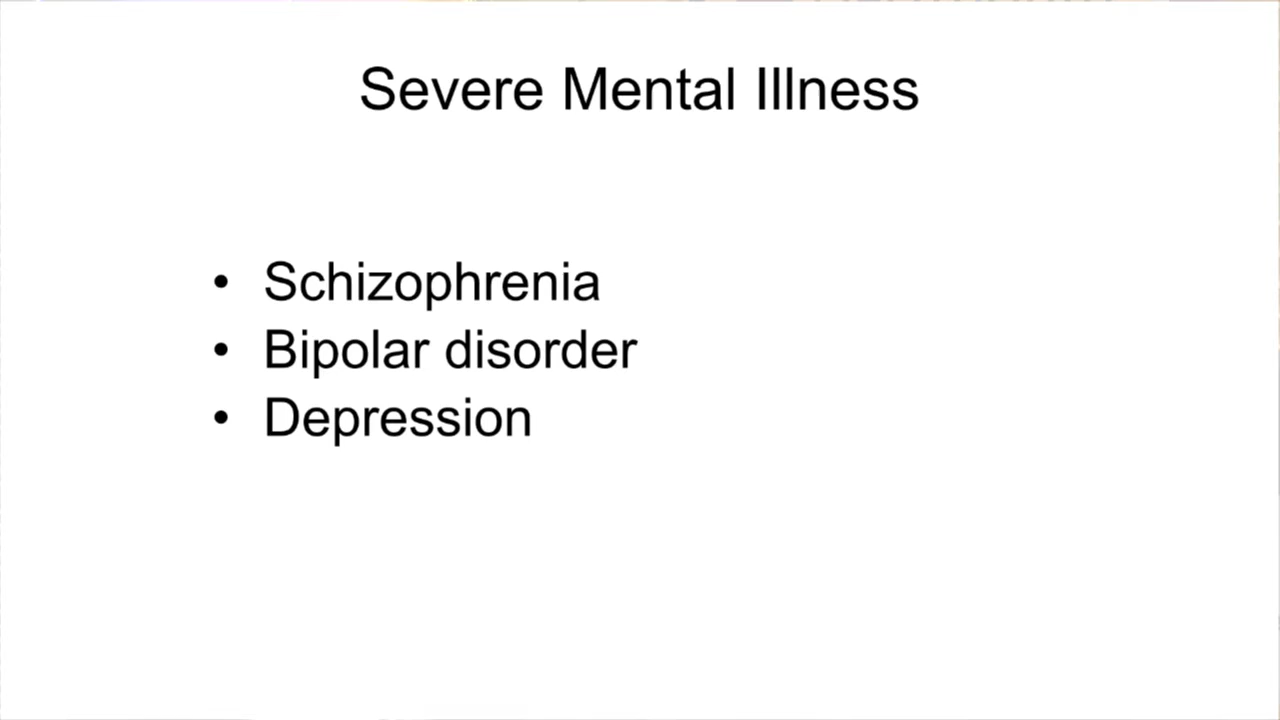 Severe Mental Illness
• Schizophrenia
• Bipolar disorder
• Depression